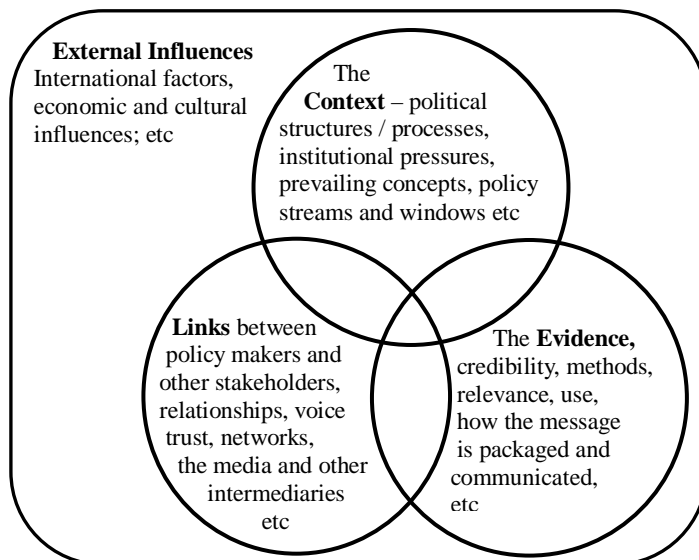 External Influences
International factors,
economic and cultural
influences; etc
The
Context – political
structures / processes,
institutional pressures,
prevailing concepts, policy
streams and windows etc
Links between
policy makers and
other stakeholders,
relationships, voice
trust, networks,
the media and other
intermediaries
etc
The Evidence,
credibility, methods,
relevance, use,
how the message
is packaged and
communicated,
etc